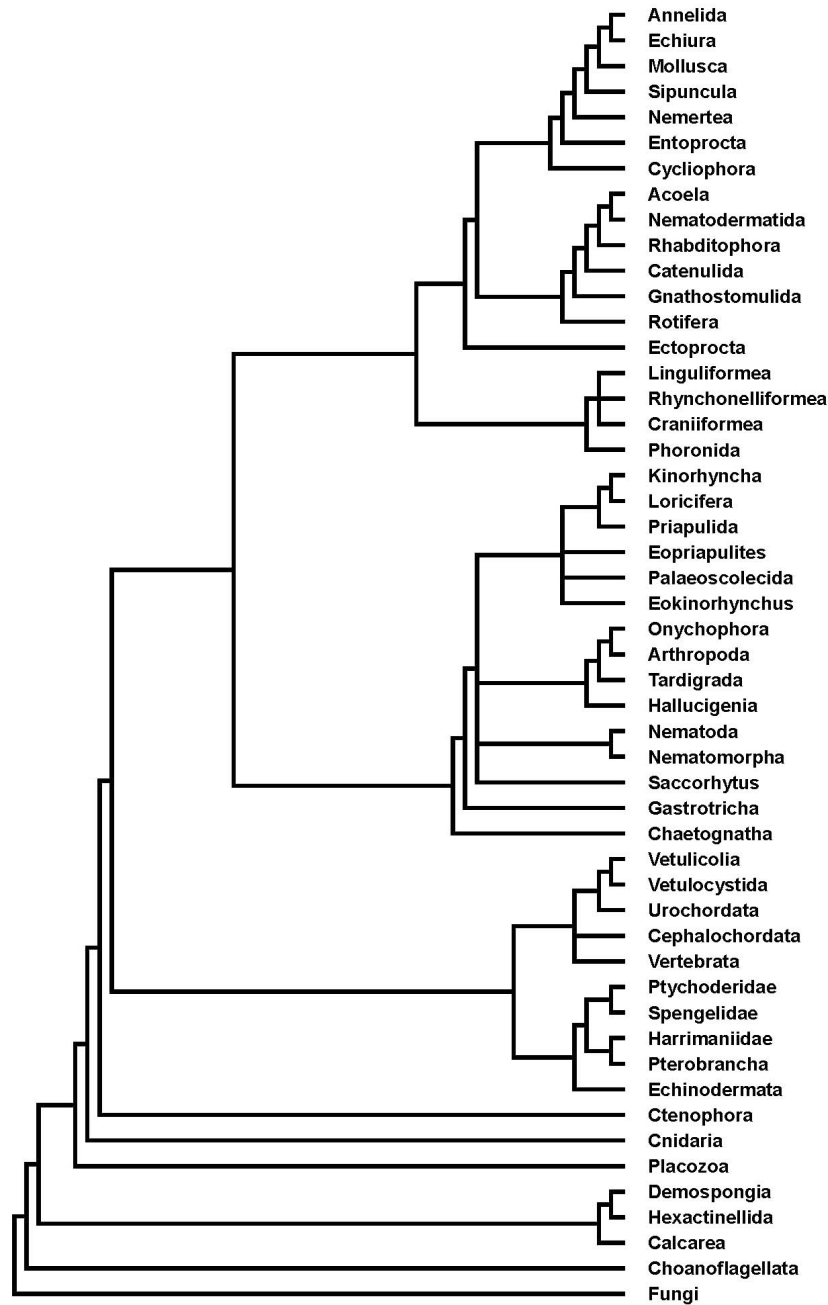 Annelida
Echiura
Mollusca
Sipuncula
Nemertea
Entoprocta
Cycliophora
Acoela
Nematodermatida
Rhabditophora
Catenulida
Gnathostomulida
Rotifera
Ectoprocta
Linguliformea
Rhynchonelliformea
Craniiformea
Phoronida
Kinorhyncha
Loricifera
Priapulida
Eopriapulites
Palaeoscolecida
Eokinorhynchus
Onychophora
Arthropoda
Tardigrada
Hallucigenia
Nematoda
Nematomorpha
Saccorhytus
Gastrotricha
Chaetognatha
Vetulicolia
Vetulocystida
Urochordata
Cephalochordata
Vertebrata
Ptychoderidae
Spengelidae
Harrimaniidae
Pterobrancha
Echinodermata
Ctenophora
Cnidaria
Placozoa
Demospongia
Hexactinellida
Calcarea
Choanoflagellata
Fungi